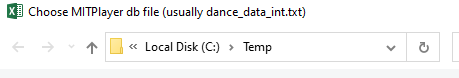 Choose MITPlayer db file (usually dance_data_int.txt)
« Local Disk (C:) > Temp